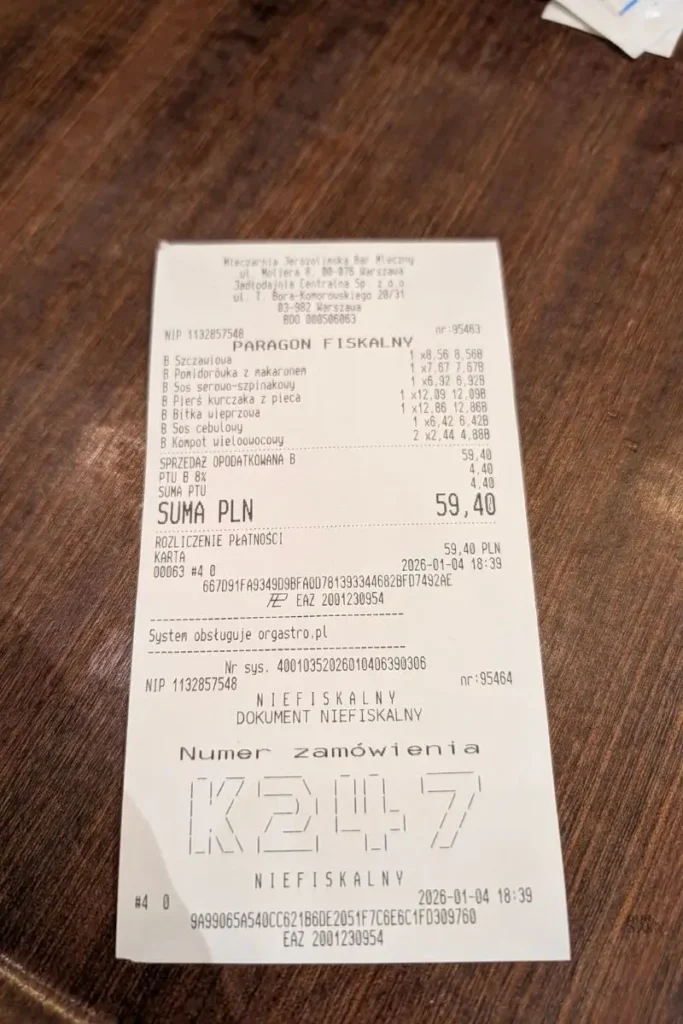 Mleczarnia Jerozolimska Bar Mleczny
ul. Moliera 8, 00-076 Warszawa
Jadłodajnia Centralna Sp. z o.o.
ul. T. Bora-Komorowskiego 20/31
03-982 Warszawa
BDO 000506063
NIP 1132857548 nr:95463
PARAGON FISKALNY
B Szczawiowa 1 x8,56 8,56B
B Pomidorówka z makaronem 1 x7,67 7,67B
B Sos serowo-szpinakowy 1 x6,92 6,92B
B Pierś kurczaka z pieca 1 x12,09 12,09B
B Bitka wieprzowa 1 x12,86 12,86B
B Sos cebulowy 1 x6,42 6,42B
B Kompot wieloowocowy 2 x2,44 4,88B
SPRZEDAŻ OPODATKOWANA B 59,40
PTU B 8% 4,40
SUMA PTU 4,40
SUMA PLN 59,40
ROZLICZENIE PŁATNOŚCI
KARTA 59,40 PLN
00063 #4 0 2026-01-04 18:39
667D91FA9349D9BFA0D781393344682BFD7492AE
EAZ 2001230954
System obsługuje orgastro.pl
Nr sys. 40010352026010406390306
NIP 1132857548 nr:95464
NIEFISKALNY
DOKUMENT NIEFISKALNY
Numer zamówienia
K247
NIEFISKALNY
#4 0 2026-01-04 18:39
9A99065A540CC621B6DE2051F7C6E6C1FD309760
EAZ 2001230954